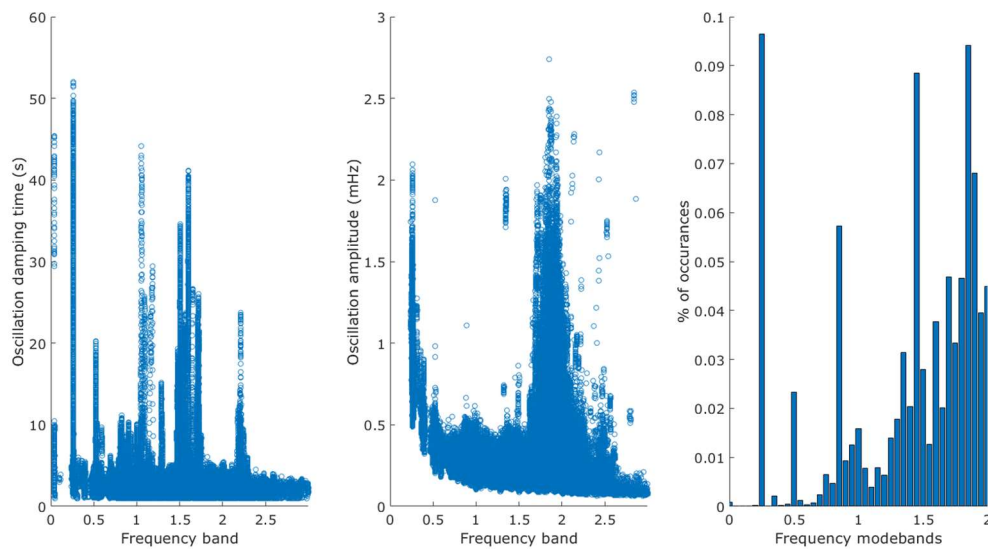 60
50
40
30
20
10
0
Oscillation damping time (s)
0 0.5 1 1.5 2 2.5
Frequency band
3
2.5
2
1.5
1
0.5
0
Oscillation amplitude (mHz)
0 0.5 1 1.5 2 2.5
Frequency band
0.1
0.09
0.08
0.07
0.06
0.05
0.04
0.03
0.02
0.01
0
% of occurances
0 0.5 1 1.5
Frequency modebands